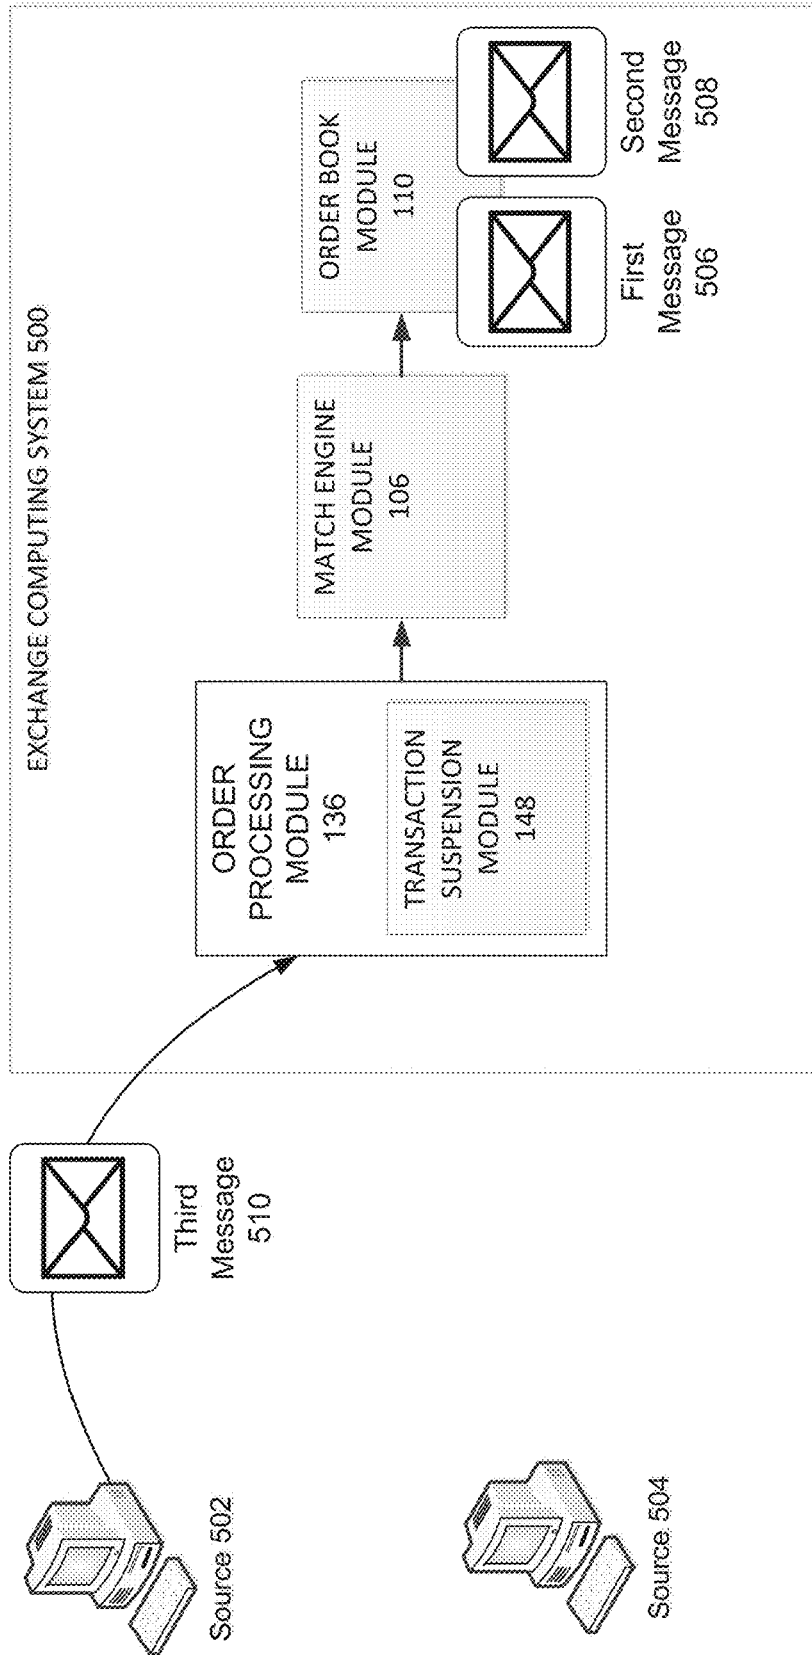 EXCHANGE COMPUTING SYSTEM 500
Third
Message
510
Source 502
Source 504
ORDER
PROCESSING
MODULE
136
TRANSACTION
SUSPENSION
MODULE
148
MATCH ENGINE
MODULE
106
ORDER BOOK
MODULE
110
First
Message
506
Second
Message
508